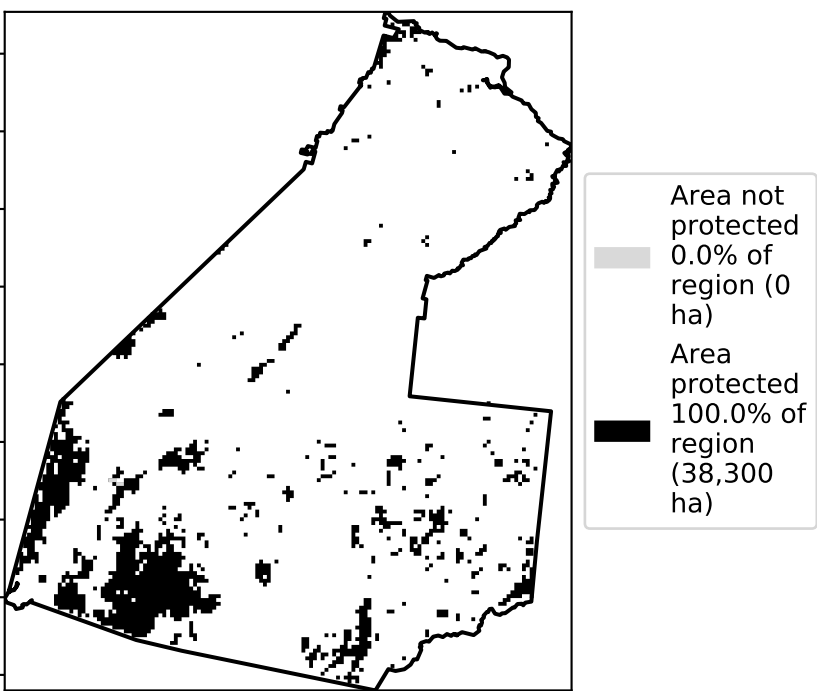 Area not
protected
0.0% of
region (0
ha)
Area
protected
100.0% of
region
(38,300
ha)